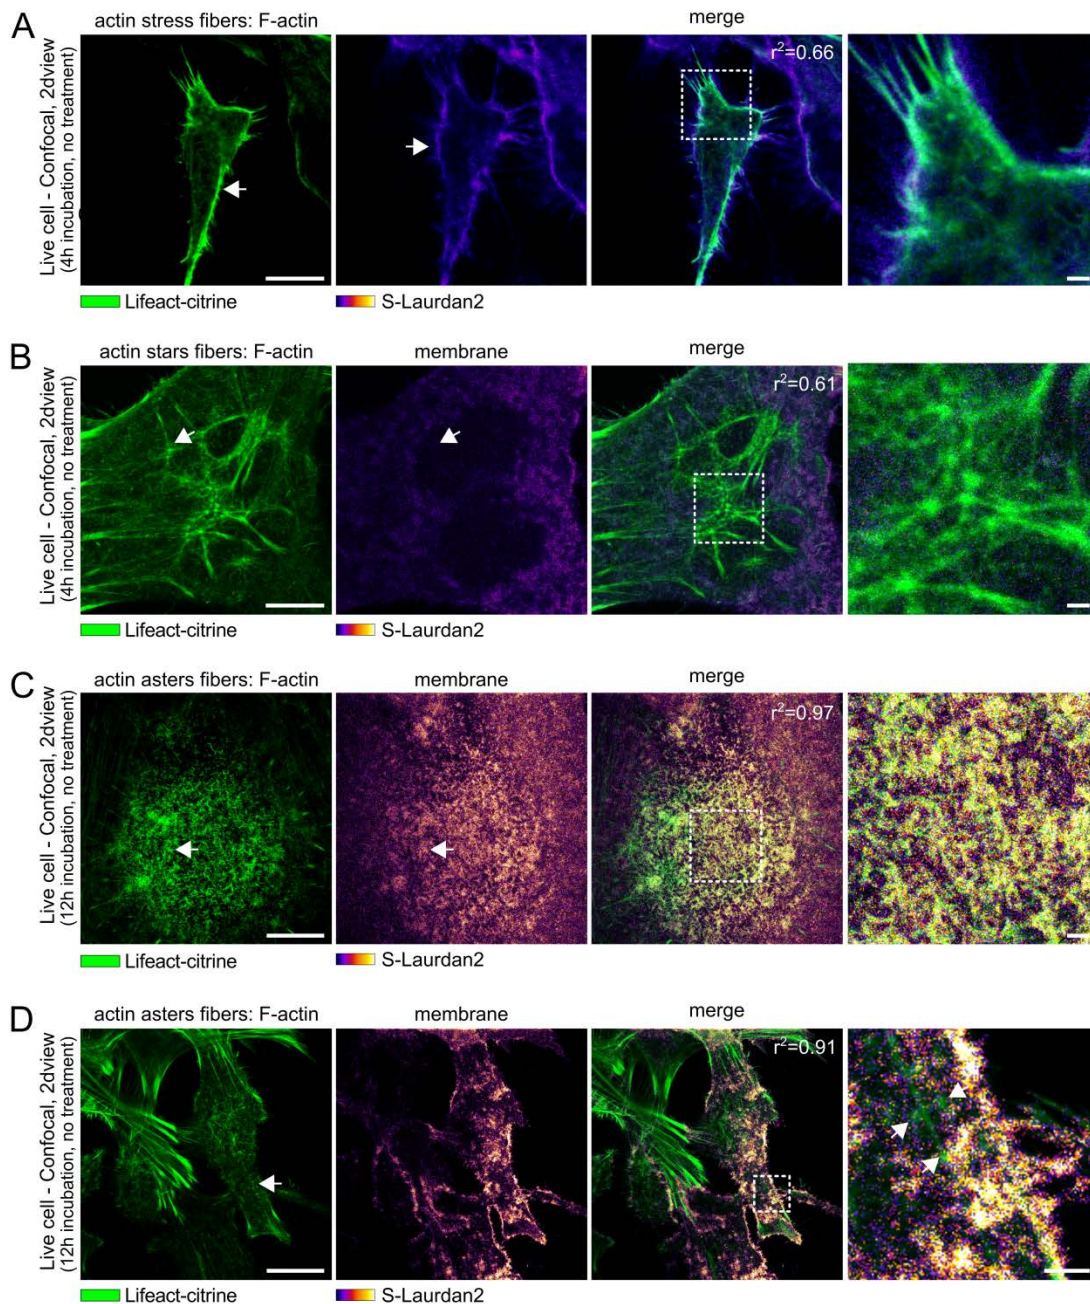 A
actin stress fibers: F-actin
merge
Live cell - Confocal, 2dview
(4h incubation, no treatment)
r²=0.66
Lifeact-citrine
S-Laurdan2
B
actin stars fibers: F-actin
membrane
merge
Live cell - Confocal, 2dview
(4h incubation, no treatment)
r²=0.61
Lifeact-citrine
S-Laurdan2
C
actin asters fibers: F-actin
membrane
merge
Live cell - Confocal, 2dview
(12h incubation, no treatment)
r²=0.97
Lifeact-citrine
S-Laurdan2
D
actin asters fibers: F-actin
membrane
merge
Live cell - Confocal, 2dview
(12h incubation, no treatment)
r²=0.91
Lifeact-citrine
S-Laurdan2